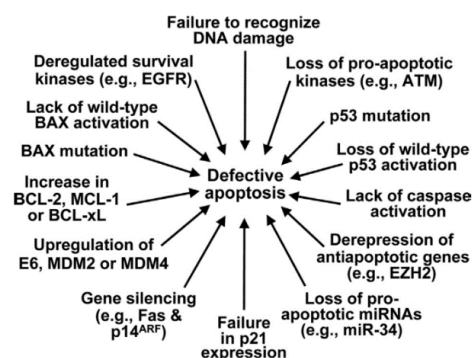 Failure to recognize
DNA damage
Deregulated survival
kinases (e.g., EGFR)
Loss of pro-apoptotic
kinases (e.g., ATM)
Lack of wild-type
BAX activation
p53 mutation
BAX mutation
Loss of wild-type
p53 activation
Defective
apoptosis
Increase in
BCL-2, MCL-1
or BCL-xL
Lack of caspase
activation
Upregulation of
E6, MDM2 or MDM4
Derepression of
antiapoptotic genes
(e.g., EZH2)
Gene silencing
(e.g., Fas &
p14ARF)
Failure
in p21
expression
Loss of pro-
apoptotic miRNAs
(e.g., miR-34)